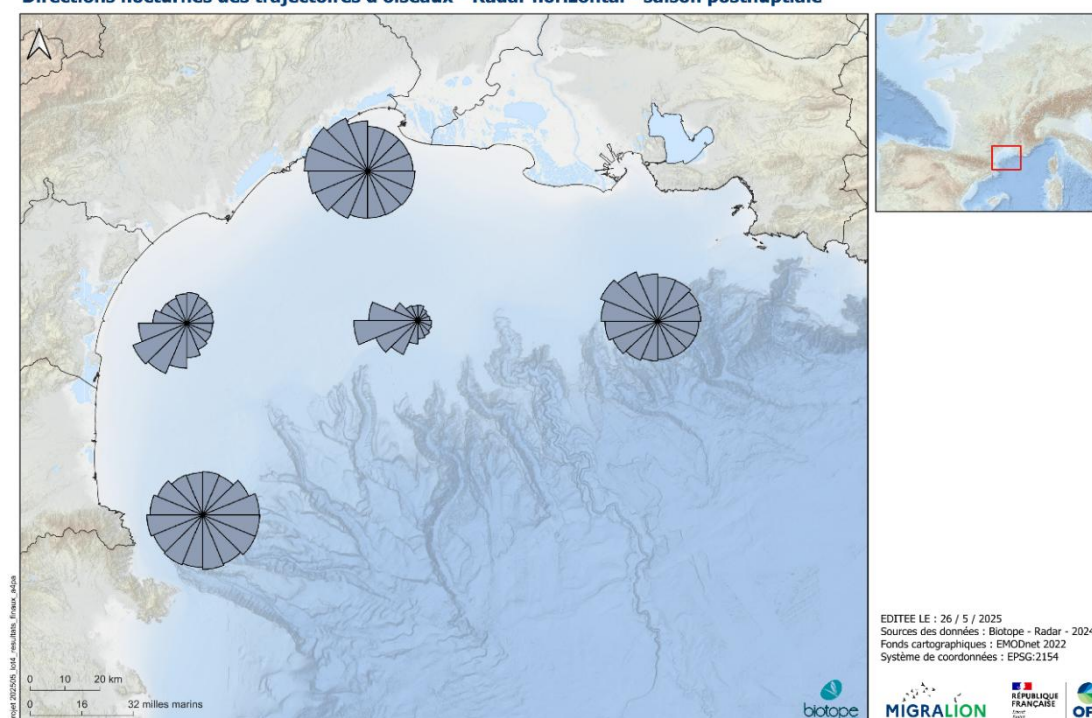 Directions nocturnes des trajectoires d'oiseaux - Radar horizontal - saison postnuptiale
0 10 20 km
0 16 32 milles marins
biotope
EDITEE LE : 26 / 5 / 2025
Sources des données : Biotope - Radar - 2024
Fonds cartographiques : EMODnet 2022
Système de coordonnées : EPSG:2154
MIGRALION
RÉPUBLIQUE
FRANÇAISE